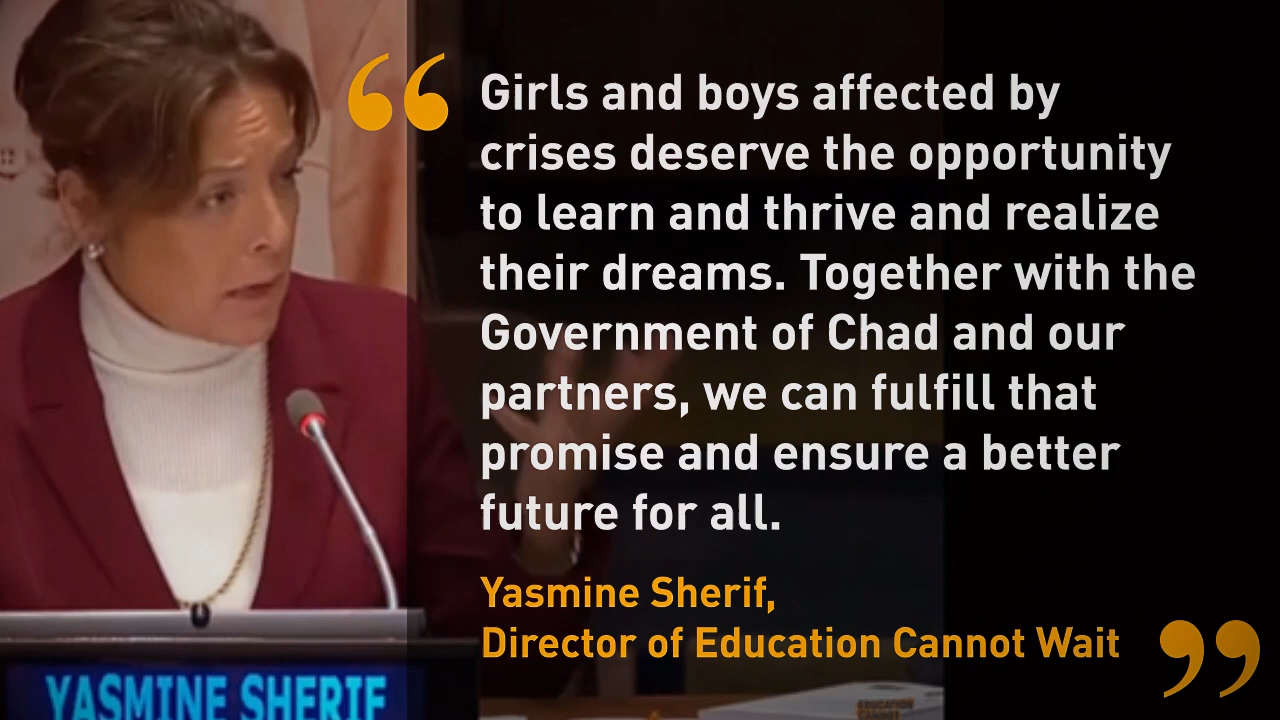 “
Girls and boys affected by
crises deserve the opportunity
to learn and thrive and realize
their dreams. Together with the
Government of Chad and our
partners, we can fulfill that
promise and ensure a better
future for all.
Yasmine Sherif,
Director of Education Cannot Wait
”
YASMINE SHERIF
EDUCATION
CANNOT